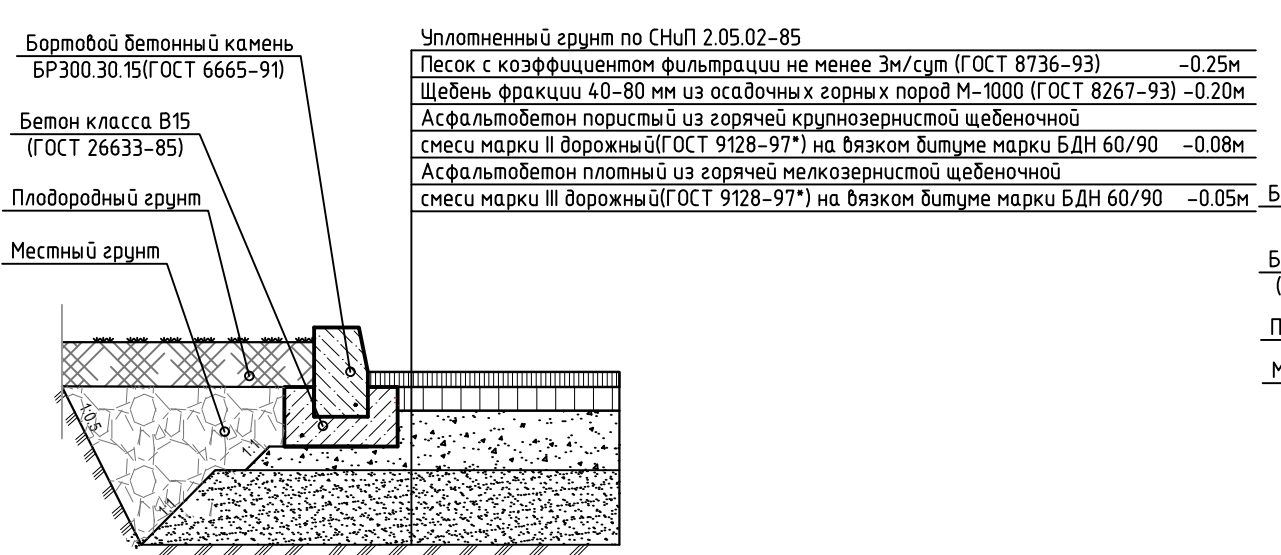 Бортовой бетонный камень
БР300.30.15(ГОСТ 6665-91)
Бетон класса В15
(ГОСТ 26633-85)
Плодородный грунт
Местный грунт
Уплотненный грунт по СНиП 2.05.02-85
Песок с коэффициентом фильтрации не менее 3м/сут (ГОСТ 8736-93) -0.25м
Щебень фракции 40-80 мм из осадочных горных пород М-1000 (ГОСТ 8267-93) -0.20м
Асфальтобетон пористый из горячей крупнозернистой щебеночной
смеси марки II дорожный(ГОСТ 9128-97*) на вязком битуме марки БДН 60/90 -0.08м
Асфальтобетон плотный из горячей мелкозернистой щебеночной
смеси марки III дорожный(ГОСТ 9128-97*) на вязком битуме марки БДН 60/90 -0.05м
Б
Б
(
П
М
1:0.5
1:1
1:1